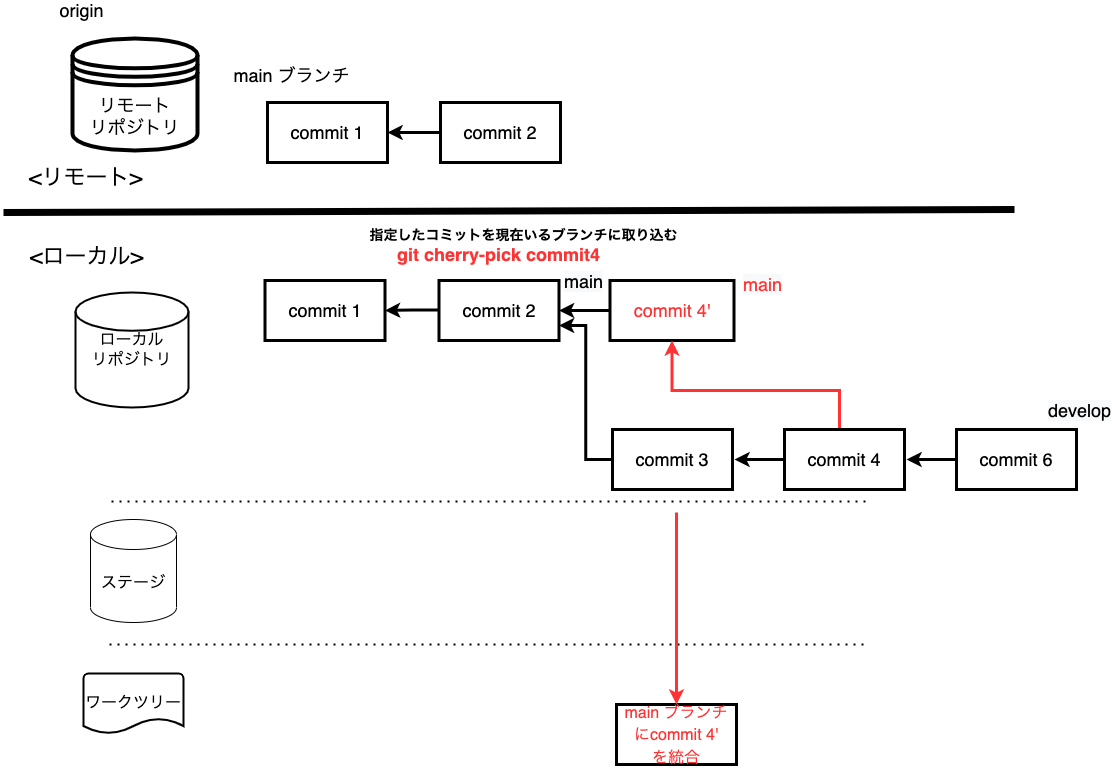 origin
リモート
リポジトリ
main ブランチ
commit 1
commit 2
<リモート>
<ローカル>
指定したコミットを現在いるブランチに取り込む
git cherry-pick commit4
commit 1
commit 2
main
commit 4'
main
ローカル
リポジトリ
develop
commit 3
commit 4
commit 6
ステージ
ワークツリー
main ブランチ
にcommit 4'
を統合